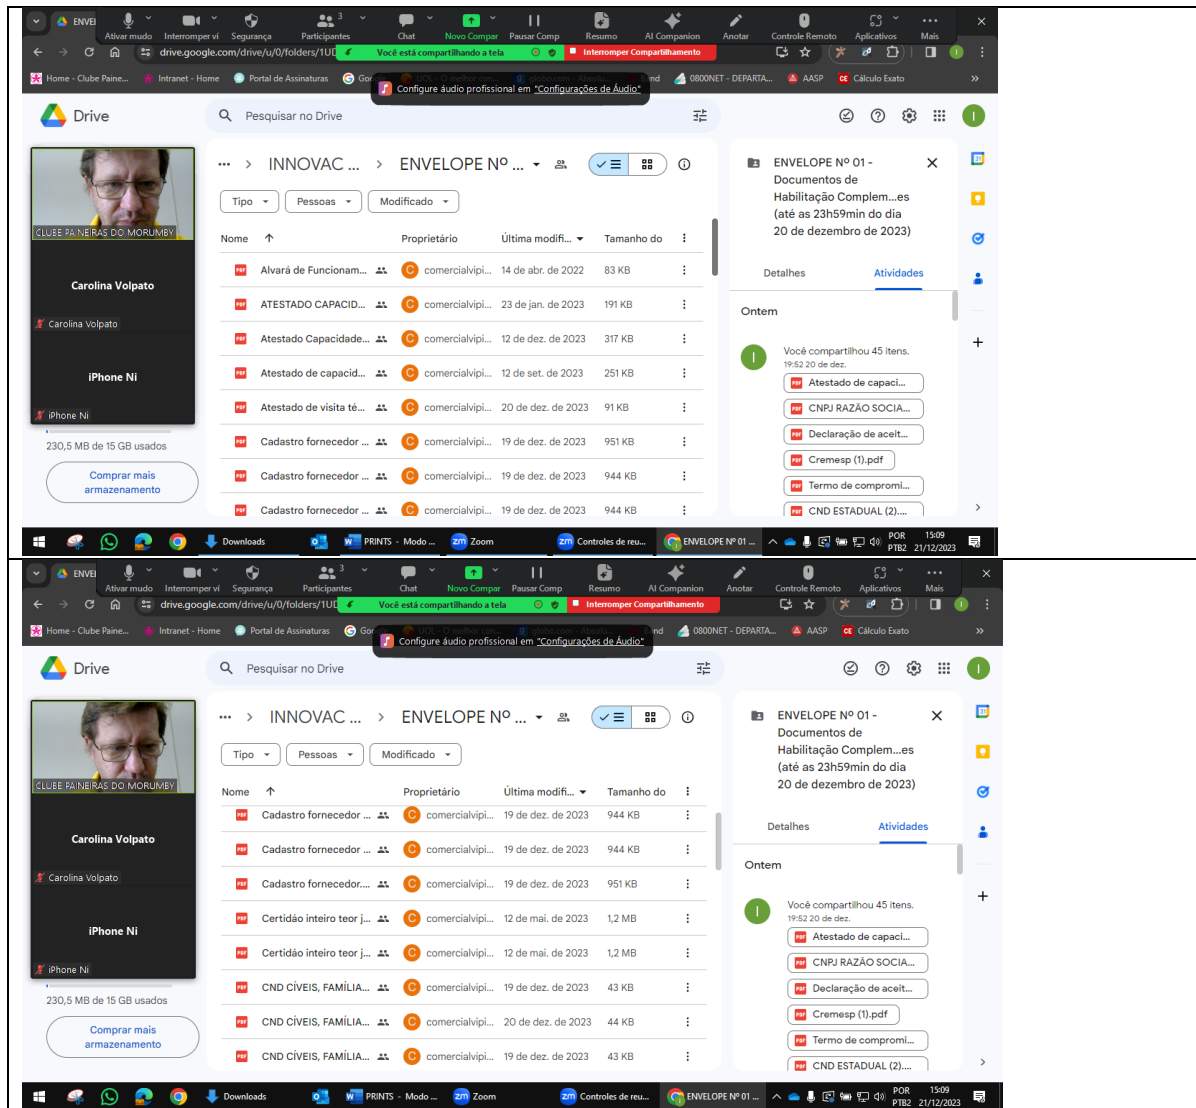 ENVE
Ativar mudo
Interromper ví
Segurança
Participantes
3
Chat
Novo Compar
Pausar Comp
Resumo
AI Companion
Anotar
Controle Remoto
Aplicativos
Mais
drive.google.com/drive/u/0/folders/1UD
Você está compartilhando a tela
Interromper Compartilhamento
Home - Clube Paine...
Intranet - Home
Portal de Assinaturas
0800NET - DEPARTA...
AASP
Cálculo Exato
Configure áudio profissional em "Configurações de Áudio"
Drive
Pesquisar no Drive
CLUBE PAINEIRAS DO MORUMBY
Carolina Volpato
Carolina Volpato
iPhone Ni
iPhone Ni
230,5 MB de 15 GB usados
Comprar mais
armazenamento
INNOVAC ... > ENVELOPE Nº ...
Tipo
Pessoas
Modificado
Nome Proprietário Última modifi... Tamanho do
Alvará de Funcionam... C comercialvipi... 14 de abr. de 2022 83 KB
ATESTADO CAPACID... C comercialvipi... 23 de jan. de 2023 191 KB
Atestado Capacidade... C comercialvipi... 12 de dez. de 2023 317 KB
Atestado de capacid... C comercialvipi... 12 de set. de 2023 251 KB
Atestado de visita té... C comercialvipi... 20 de dez. de 2023 91 KB
Cadastro fornecedor ... C comercialvipi... 19 de dez. de 2023 951 KB
Cadastro fornecedor ... C comercialvipi... 19 de dez. de 2023 944 KB
Cadastro fornecedor ... C comercialvipi... 19 de dez. de 2023 944 KB
ENVELOPE Nº 01 -
Documentos de
Habilitação Complem...es
(até as 23h59min do dia
20 de dezembro de 2023)
Detalhes
Atividades
Ontem
Você compartilhou 45 itens.
19:52 20 de dez.
Atestado de capaci...
CNPJ RAZÃO SOCIA...
Declaração de aceit...
Cremesp (1).pdf
Termo de compromi...
CND ESTADUAL (2)....
Downloads
PRINTS - Modo ...
Zoom
Controles de reu...
ENVELOPE Nº 01 ...
POR
PTB2
15:09
21/12/2023
ENVE
Ativar mudo
Interromper ví
Segurança
Participantes
3
Chat
Novo Compar
Pausar Comp
Resumo
AI Companion
Anotar
Controle Remoto
Aplicativos
Mais
drive.google.com/drive/u/0/folders/1UD
Você está compartilhando a tela
Interromper Compartilhamento
Home - Clube Paine...
Intranet - Home
Portal de Assinaturas
0800NET - DEPARTA...
AASP
Cálculo Exato
Configure áudio profissional em "Configurações de Áudio"
Drive
Pesquisar no Drive
CLUBE PAINEIRAS DO MORUMBY
Carolina Volpato
Carolina Volpato
iPhone Ni
iPhone Ni
230,5 MB de 15 GB usados
Comprar mais
armazenamento
INNOVAC ... > ENVELOPE Nº ...
Tipo
Pessoas
Modificado
Nome Proprietário Última modifi... Tamanho do
Cadastro fornecedor ... C comercialvipi... 19 de dez. de 2023 944 KB
Cadastro fornecedor ... C comercialvipi... 19 de dez. de 2023 944 KB
Cadastro fornecedor.... C comercialvipi... 19 de dez. de 2023 951 KB
Certidáo inteiro teor j... C comercialvipi... 12 de mai. de 2023 1,2 MB
Certidáo inteiro teor j... C comercialvipi... 12 de mai. de 2023 1,2 MB
CND CÍVEIS, FAMÍLIA... C comercialvipi... 19 de dez. de 2023 43 KB
CND CÍVEIS, FAMÍLIA... C comercialvipi... 20 de dez. de 2023 44 KB
CND CÍVEIS, FAMÍLIA... C comercialvipi... 19 de dez. de 2023 43 KB
ENVELOPE Nº 01 -
Documentos de
Habilitação Complem...es
(até as 23h59min do dia
20 de dezembro de 2023)
Detalhes
Atividades
Ontem
Você compartilhou 45 itens.
19:52 20 de dez.
Atestado de capaci...
CNPJ RAZÃO SOCIA...
Declaração de aceit...
Cremesp (1).pdf
Termo de compromi...
CND ESTADUAL (2)....
Downloads
PRINTS - Modo ...
Zoom
Controles de reu...
ENVELOPE Nº 01 ...
POR
PTB2
15:09
21/12/2023